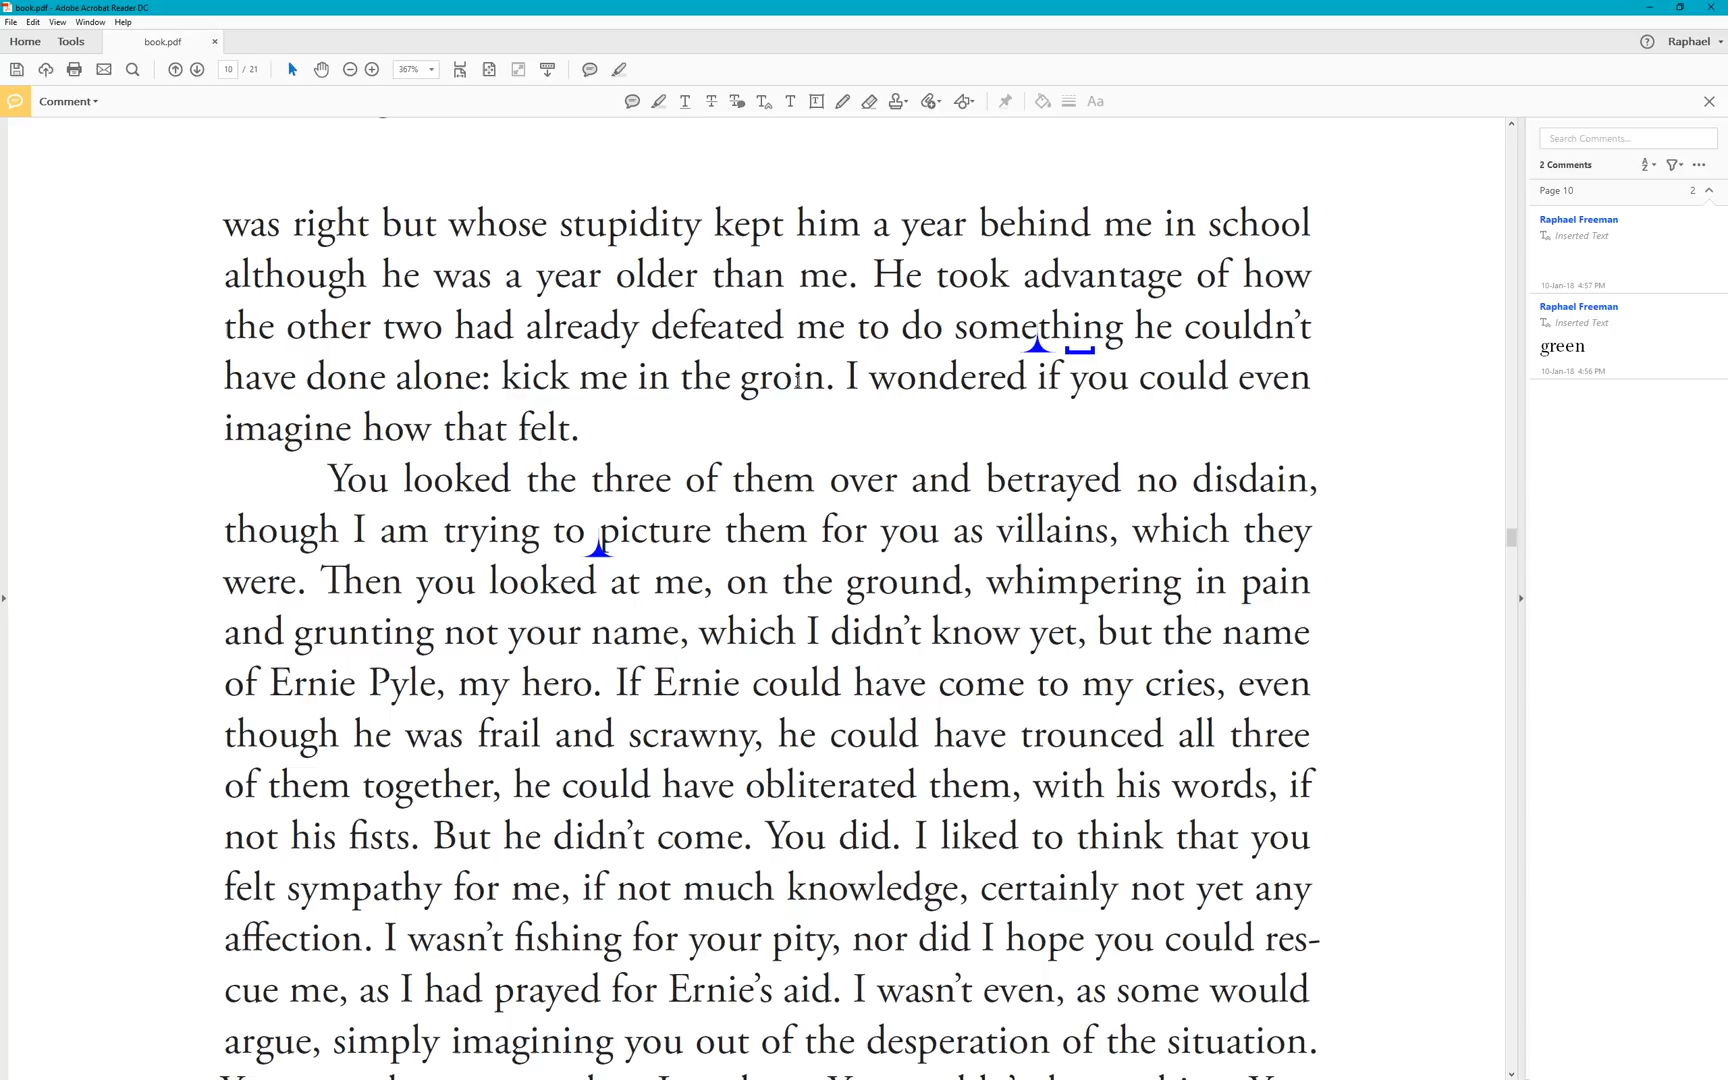 book.pdf - Adobe Acrobat Reader DC
File Edit View Window Help
Home Tools book.pdf × Raphael
10 / 21 367%
Comment
was right but whose stupidity kept him a year behind me in school
although he was a year older than me. He took advantage of how
the other two had already defeated me to do something he couldn’t
have done alone: kick me in the groin. I wondered if you could even
imagine how that felt.
You looked the three of them over and betrayed no disdain,
though I am trying to picture them for you as villains, which they
were. Then you looked at me, on the ground, whimpering in pain
and grunting not your name, which I didn’t know yet, but the name
of Ernie Pyle, my hero. If Ernie could have come to my cries, even
though he was frail and scrawny, he could have trounced all three
of them together, he could have obliterated them, with his words, if
not his fists. But he didn’t come. You did. I liked to think that you
felt sympathy for me, if not much knowledge, certainly not yet any
affection. I wasn’t fishing for your pity, nor did I hope you could res-
cue me, as I had prayed for Ernie’s aid. I wasn’t even, as some would
argue, simply imagining you out of the desperation of the situation.
Search Comments...
2 Comments
Page 10 2
Raphael Freeman
Inserted Text
10-Jan-18 4:57 PM
Raphael Freeman
Inserted Text
green
10-Jan-18 4:56 PM